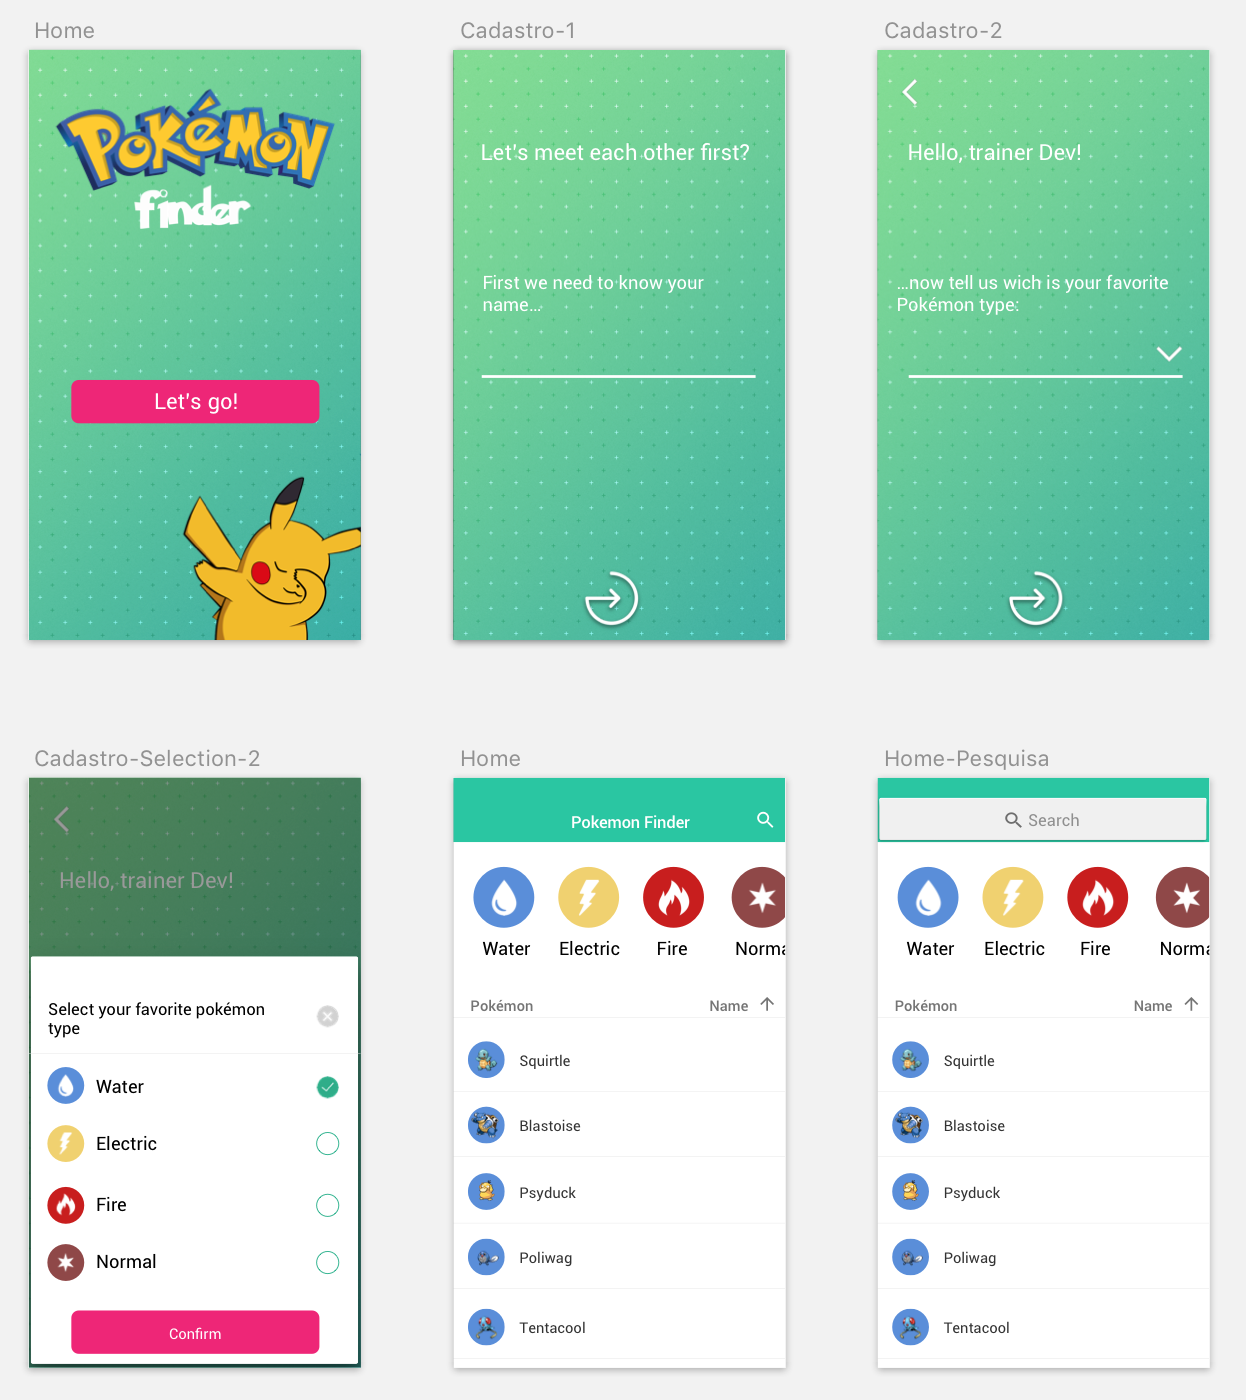 Home
POKéMON
finder
Let's go!
Cadastro-1
Let's meet each other first?
First we need to know your
name...
Cadastro-2
Hello, trainer Dev!
...now tell us wich is your favorite
Pokémon type:
Cadastro-Selection-2
Hello, trainer Dev!
Select your favorite pokémon
type
Water
Electric
Fire
Normal
Confirm
Home
Pokemon Finder
Water Electric Fire Norma
Pokémon Name
Squirtle
Blastoise
Psyduck
Poliwag
Tentacool
Home-Pesquisa
Search
Water Electric Fire Norma
Pokémon Name
Squirtle
Blastoise
Psyduck
Poliwag
Tentacool